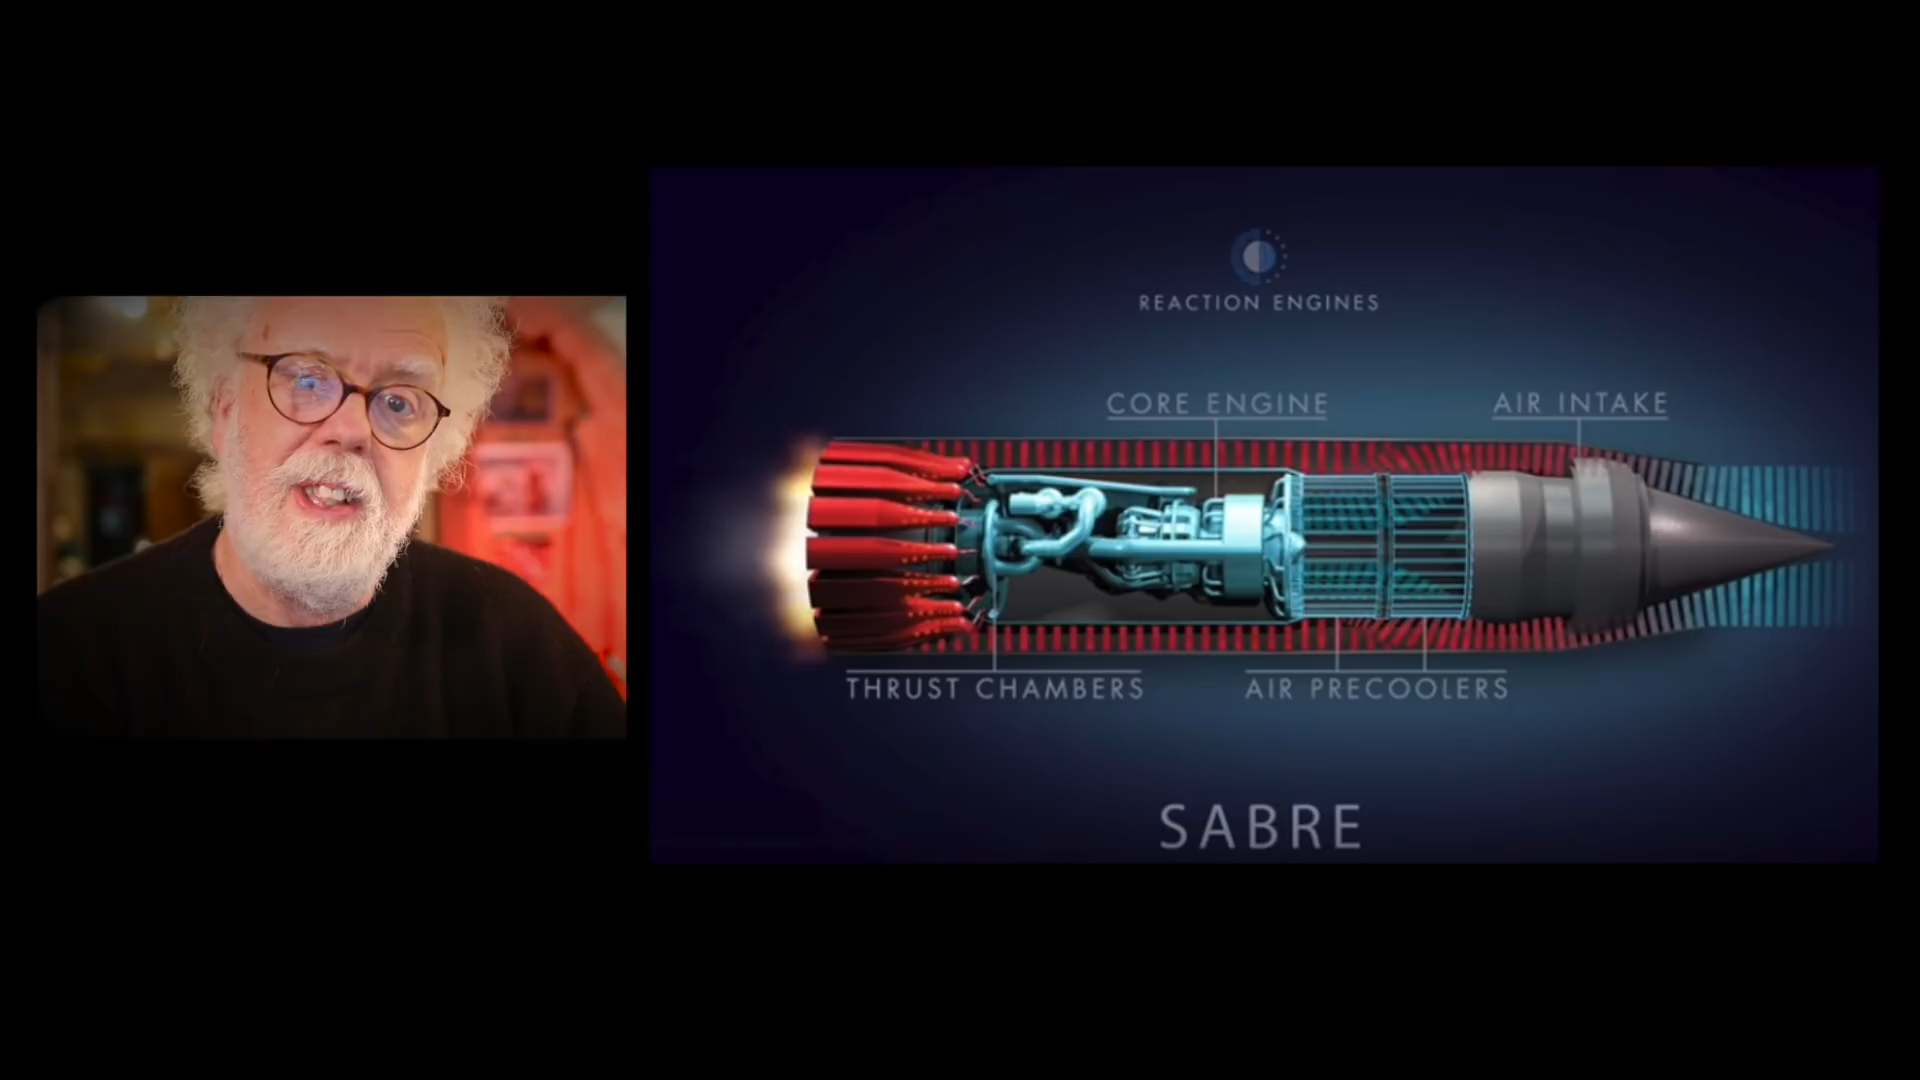 REACTION ENGINES
CORE ENGINE
AIR INTAKE
THRUST CHAMBERS
AIR PRECOOLERS
SABRE